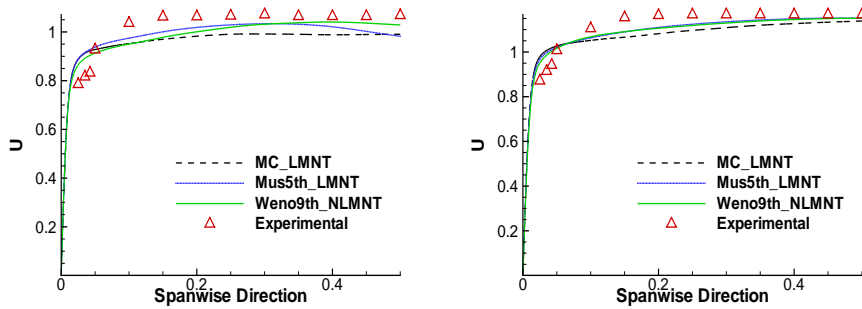 1
0.8
0.6
0.4
0.2
0
0.2
0.4
U
Spanwise Direction
MC_LMNT
Mus5th_LMNT
Weno9th_NLMNT
Experimental
1
0.8
0.6
0.4
0.2
0
0.2
0.4
U
Spanwise Direction
MC_LMNT
Mus5th_LMNT
Weno9th_NLMNT
Experimental